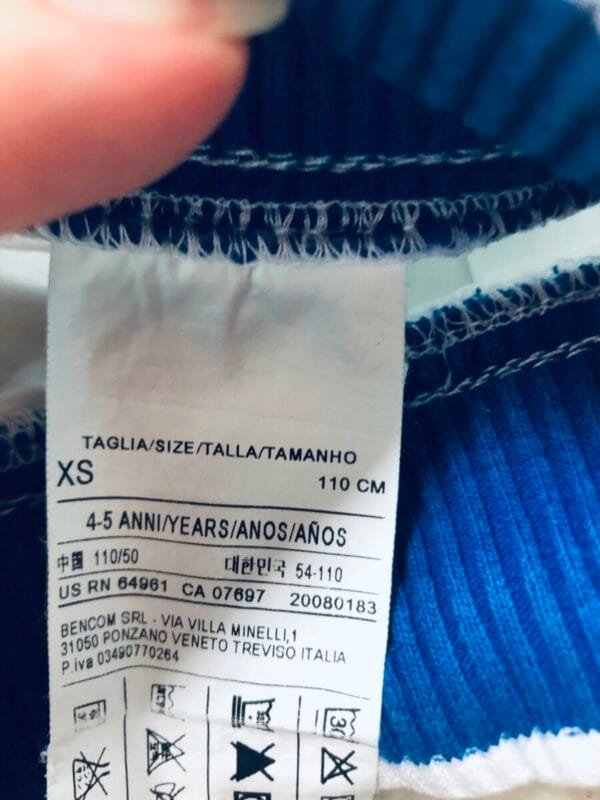 TAGLIA/SIZE/TALLA/TAMANHO
XS 110 CM
4-5 ANNI/YEARS/ANOS/AÑOS
中国 110/50 대한민국 54-110
US RN 64961 CA 07697 20080183
BENCOM SRL - VIA VILLA MINELLI,1
31050 PONZANO VENETO TREVISO ITALIA
P.iva 03490770264
30